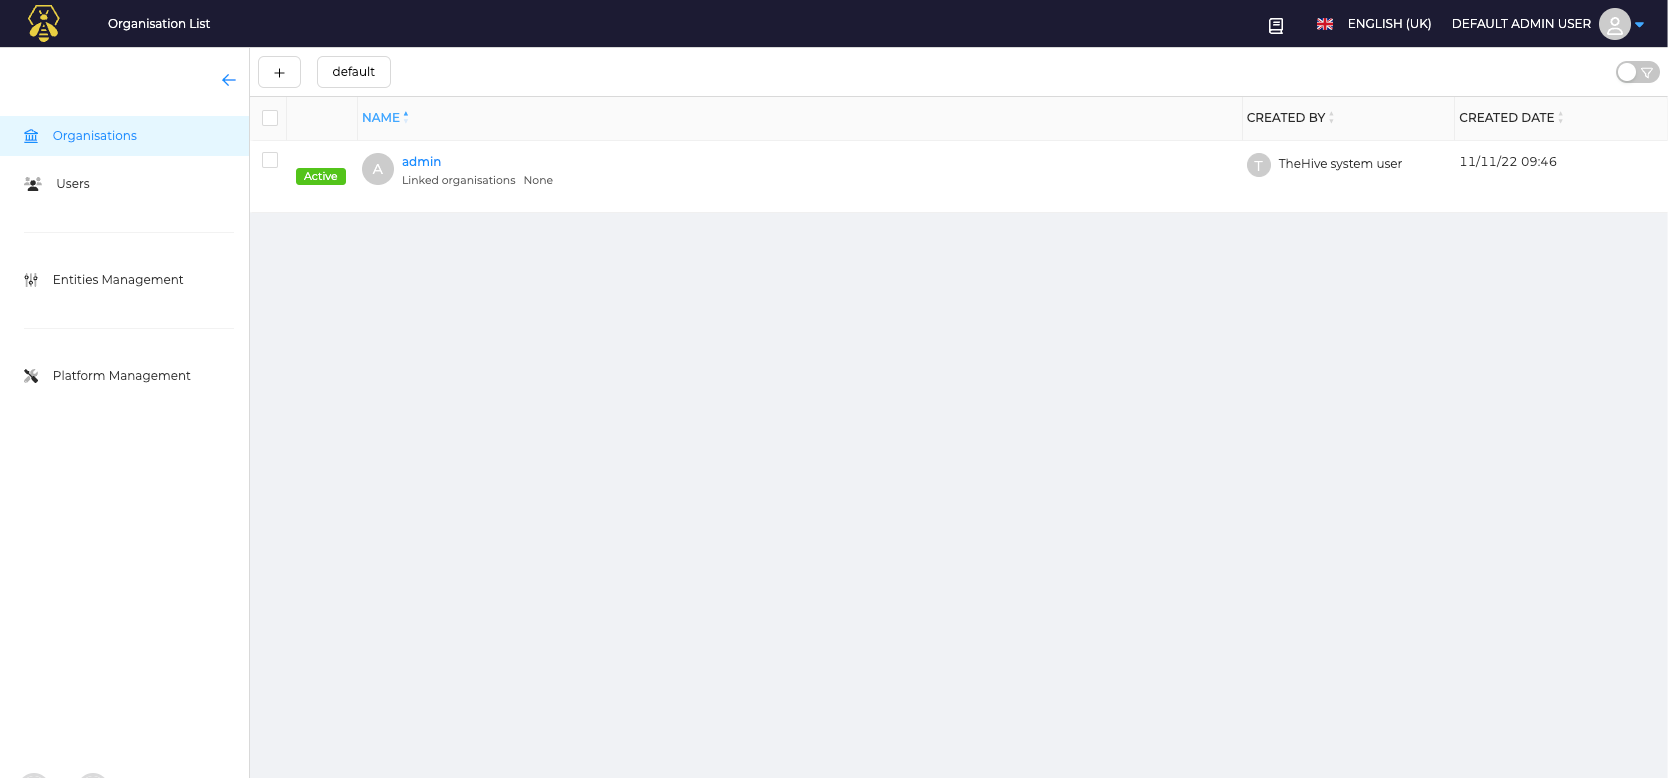 Organisation List
ENGLISH (UK)
DEFAULT ADMIN USER
+
default
Organisations
Users
Entities Management
Platform Management
NAME
CREATED BY
CREATED DATE
Active
A
admin
Linked organisations None
T
TheHive system user
11/11/22 09:46